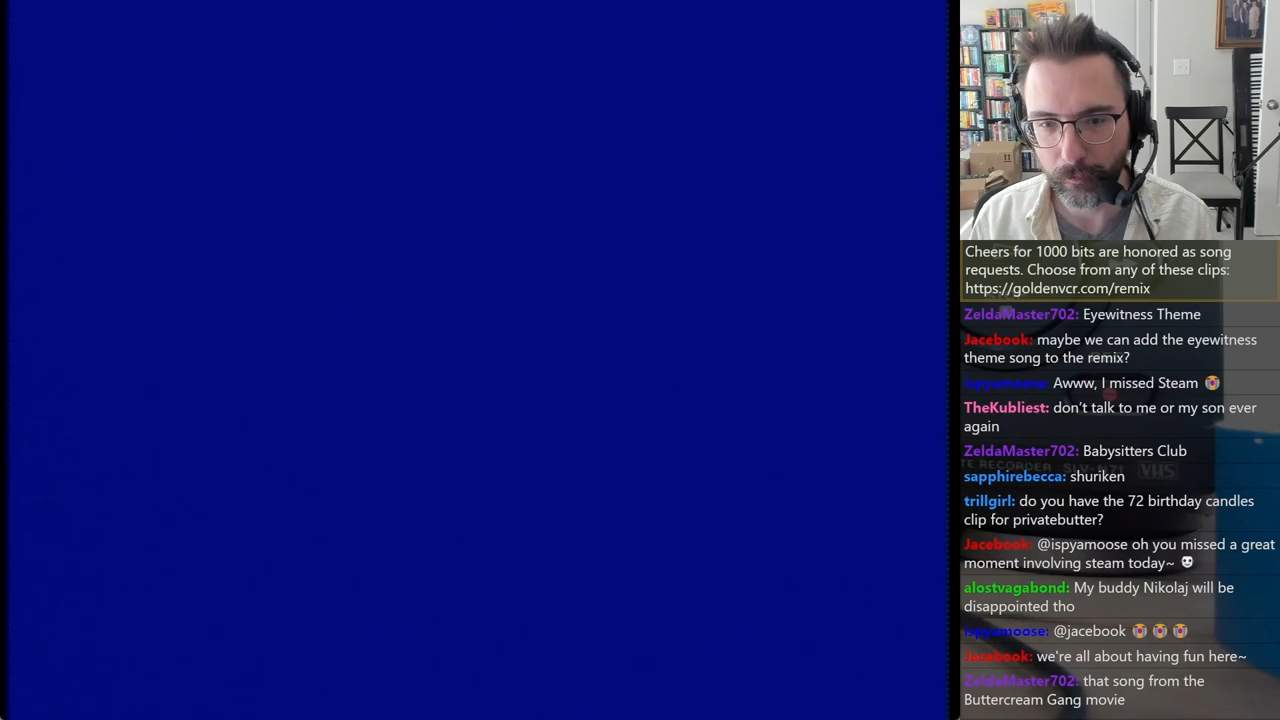 Cheers for 1000 bits are honored as song
requests. Choose from any of these clips:
https://goldenvcr.com/remix
ZeldaMaster702: Eyewitness Theme
Jacebook: maybe we can add the eyewitness
theme song to the remix?
ispyamoose: Awww, I missed Steam
TheKubliest: don’t talk to me or my son ever
again
ZeldaMaster702: Babysitters Club
sapphirebecca: shuriken
trillgirl: do you have the 72 birthday candles
clip for privatebutter?
Jacebook: @ispyamoose oh you missed a great
moment involving steam today~
alostvagabond: My buddy Nikolaj will be
disappointed tho
ispyamoose: @jacebook
Jacebook: we're all about having fun here~
ZeldaMaster702: that song from the
Buttercream Gang movie
VHS